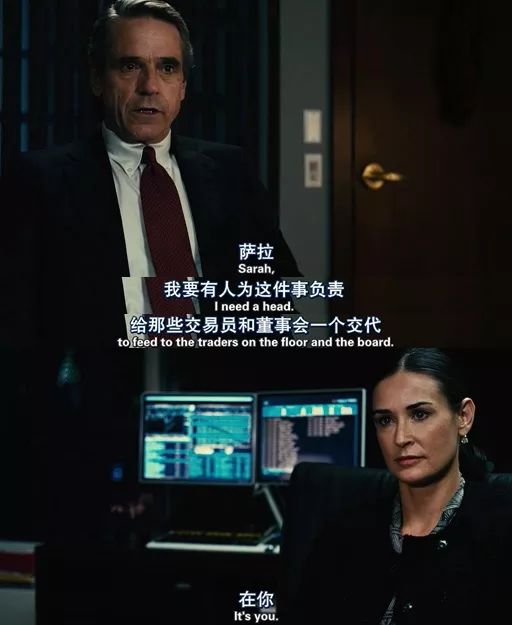 萨拉
Sarah,
我要有人为这件事负责
I need a head.
给那些交易员和董事会一个交代
to feed to the traders on the floor and the board.
在你
It's you.